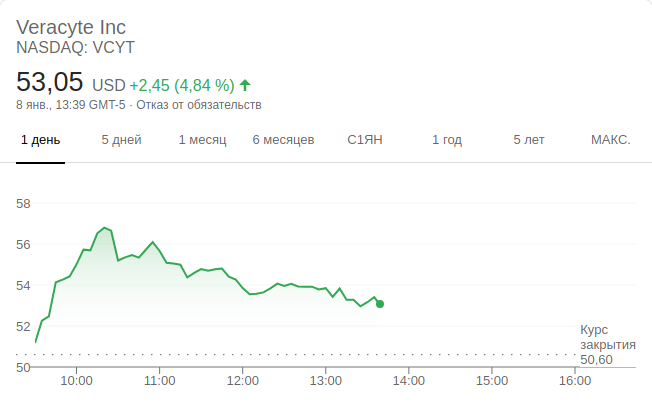 Veracyte Inc
NASDAQ: VCYT
53,05 USD +2,45 (4,84 %)
8 янв., 13:39 GMT-5 · Отказ от обязательств
1 день 5 дней 1 месяц 6 месяцев С1ЯН 1 год 5 лет МАКС.
58
56
54
52
50
Курс
закрытия
50,60
10:00 11:00 12:00 13:00 14:00 15:00 16:00